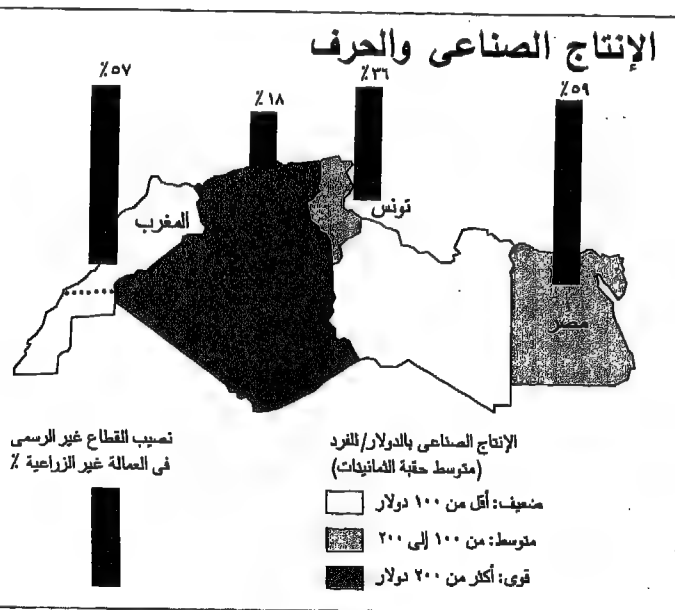 الإنتاج الصناعى والحرف
٥٧٪
١٨٪
٣٦٪
٥٩٪
المغرب
تونس
مصر
نصيب القطاع غير الرسمى
فى العمالة غير الزراعية ٪
الإنتاج الصناعى بالدولار/للفرد
(متوسط حقبة الثمانينات)
ضعيف: أقل من ١٠٠ دولار
متوسط: من ١٠٠ إلى ٢٠٠
قوى: أكثر من ٢٠٠ دولار